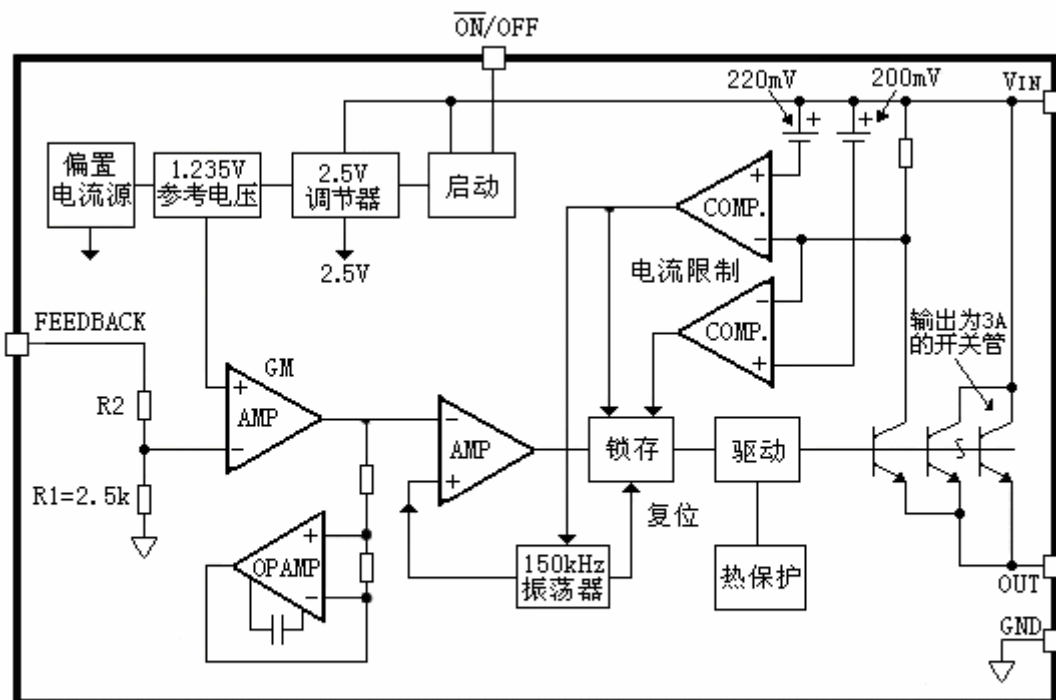 ON/OFF
220mV
200mV
VIN
偏置
电流源
1.235V
参考电压
2.5V
调节器
启动
+
+
+
COMP.
−
2.5V
电流限制
−
COMP.
+
FEEDBACK
输出为3A
的开关管
GM
+
AMP
−
R2
R1=2.5k
−
AMP
+
锁存
驱动
复位
+
OPAMP
−
150kHz
振荡器
热保护
OUT
GND